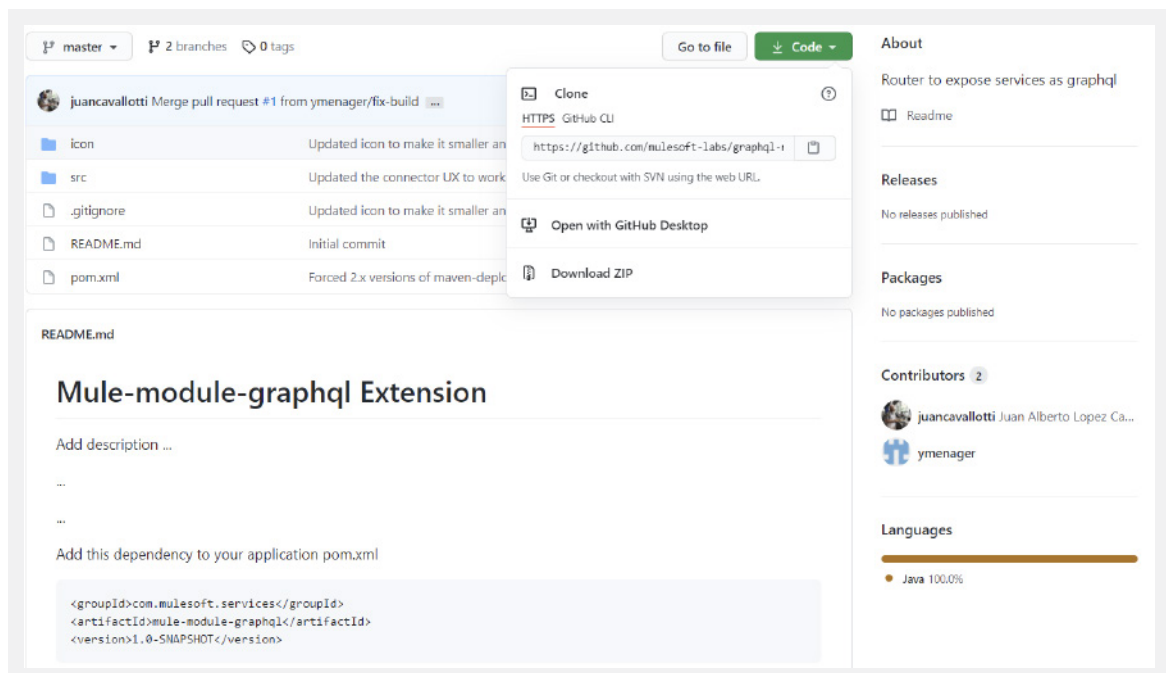 master
2 branches
0 tags
Go to file
Code
juancavallotti Merge pull request #1 from ymenager/fix-build ...
icon
Updated icon to make it smaller an
src
Updated the connector UX to work
.gitignore
Updated icon to make it smaller an
README.md
Initial commit
pom.xml
Forced 2.x versions of maven-deplo
Clone
HTTPS GitHub CLI
https://github.com/mulesoft-labs/graphql-r
Use Git or checkout with SVN using the web URL.
Open with GitHub Desktop
Download ZIP
README.md
Mule-module-graphql Extension
Add description ...
...
...
Add this dependency to your application pom.xml
<groupId>com.mulesoft.services</groupId>
<artifactId>mule-module-graphql</artifactId>
<version>1.0-SNAPSHOT</version>
About
Router to expose services as graphql
Readme
Releases
No releases published
Packages
No packages published
Contributors 2
juancavallotti Juan Alberto Lopez Ca...
ymenager
Languages
Java 100.0%